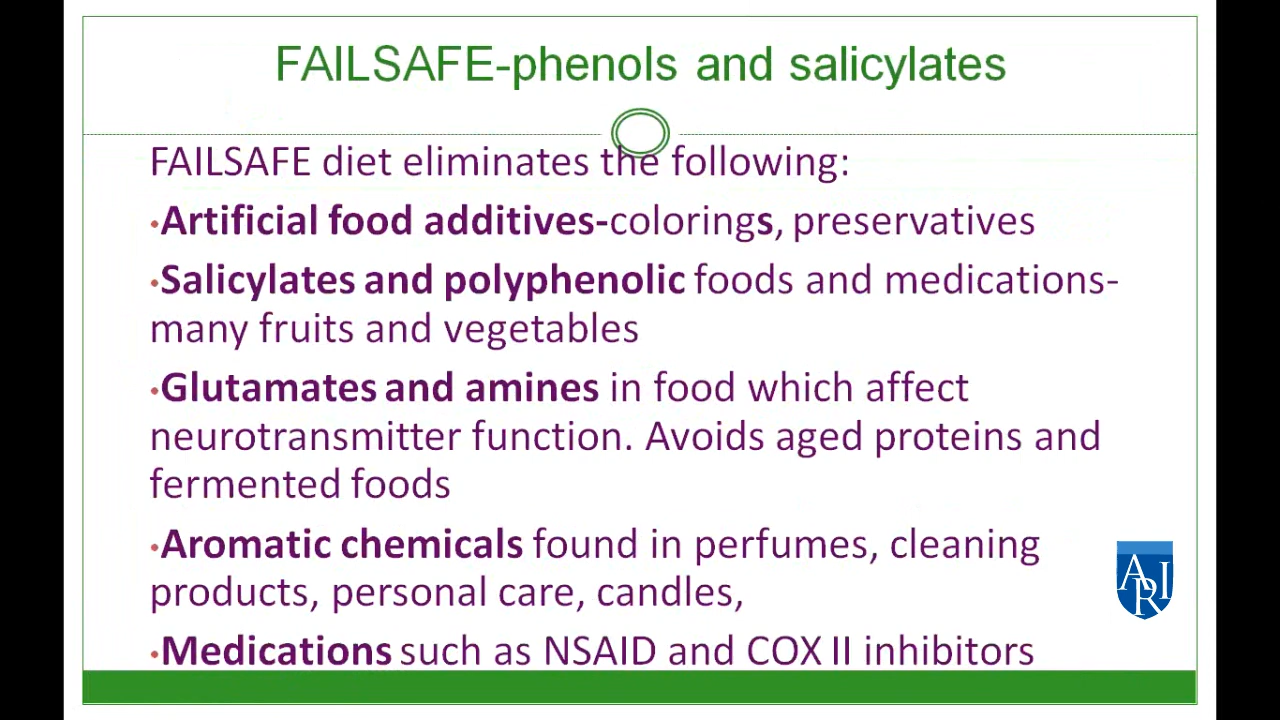 FAILSAFE-phenols and salicylates
FAILSAFE diet eliminates the following:
•Artificial food additives-colorings, preservatives
•Salicylates and polyphenolic foods and medications-
many fruits and vegetables
•Glutamates and amines in food which affect
neurotransmitter function. Avoids aged proteins and
fermented foods
•Aromatic chemicals found in perfumes, cleaning
products, personal care, candles,
ARI
•Medications such as NSAID and COX II inhibitors